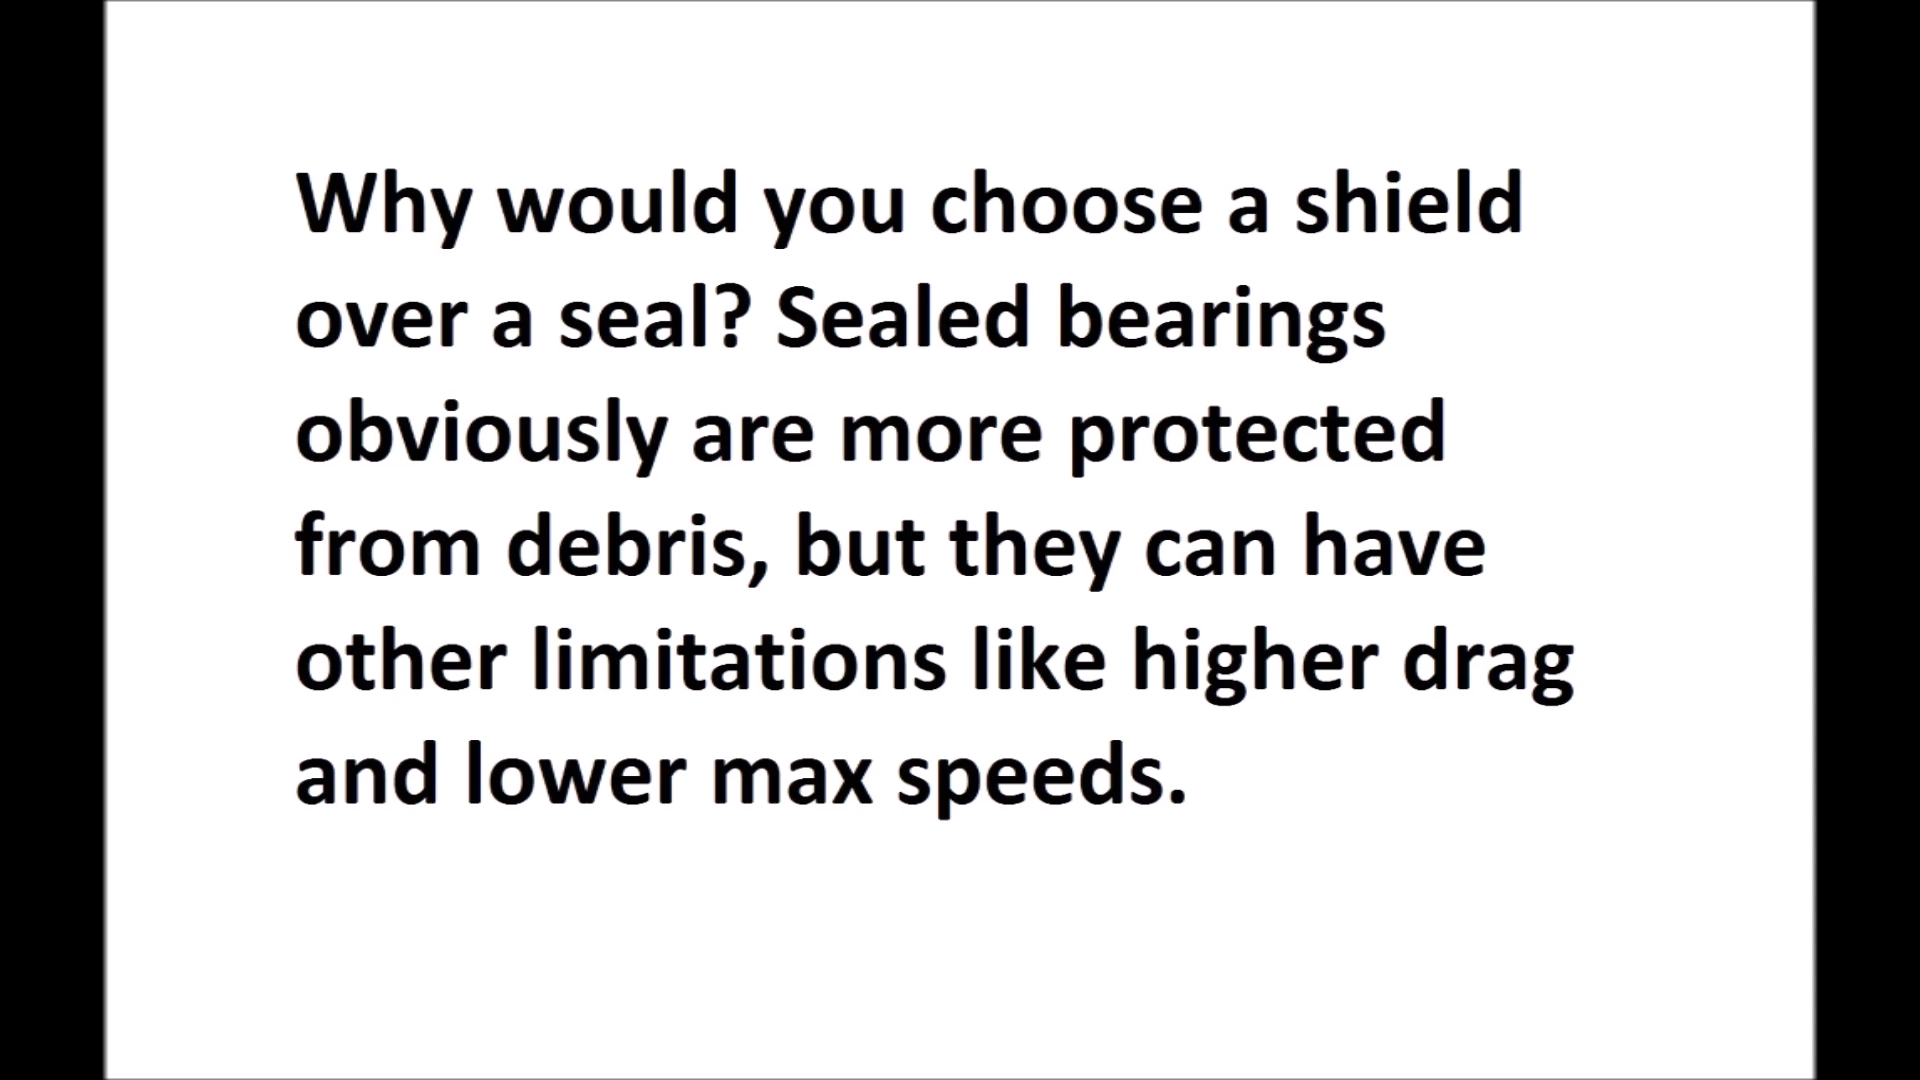 Why would you choose a shield
over a seal? Sealed bearings
obviously are more protected
from debris, but they can have
other limitations like higher drag
and lower max speeds.